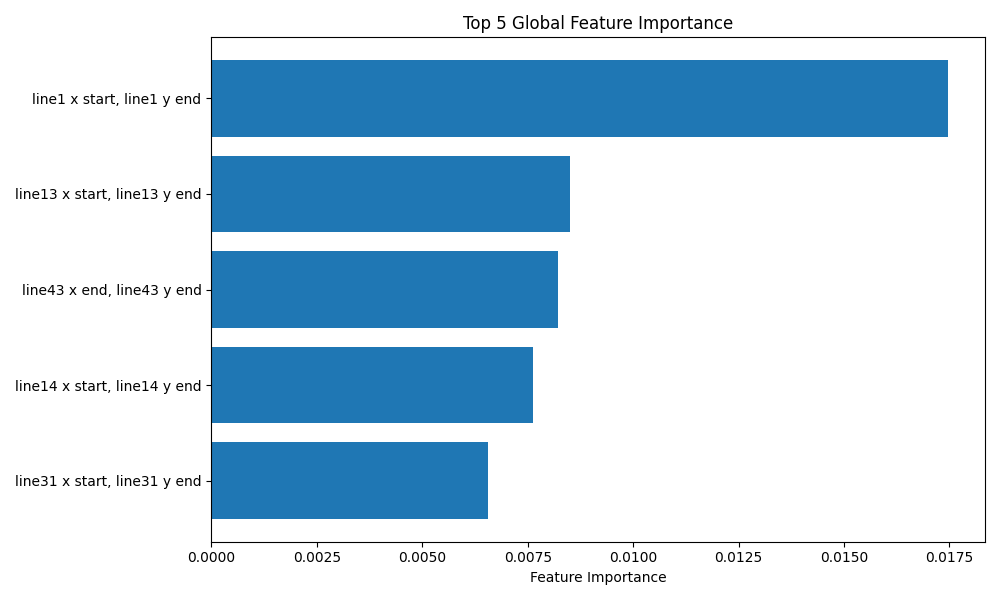 Top 5 Global Feature Importance
line1 x start, line1 y end
line13 x start, line13 y end
line43 x end, line43 y end
line14 x start, line14 y end
line31 x start, line31 y end
0.0000 0.0025 0.0050 0.0075 0.0100 0.0125 0.0150 0.0175
Feature Importance